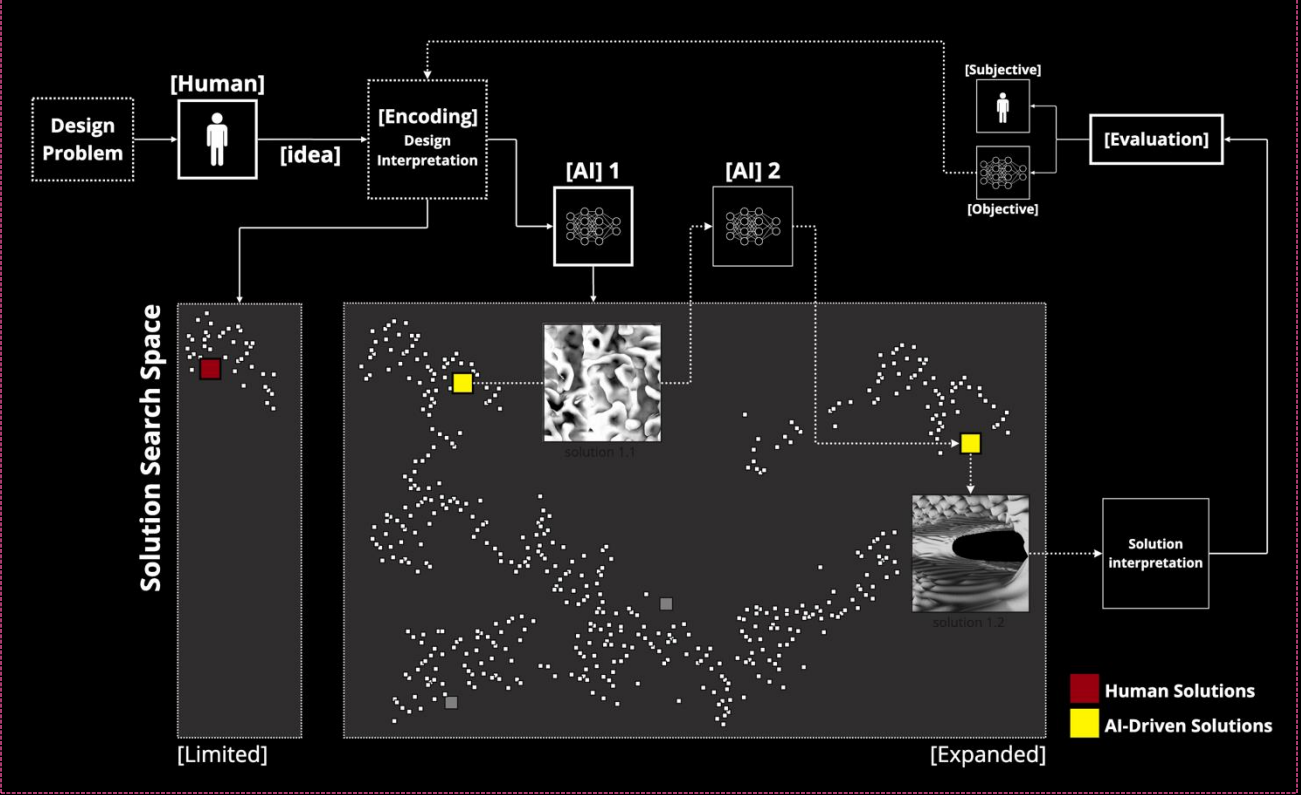 [Subjective]
[Human]
Design
Problem
[Encoding]
Design
Interpretation
[idea]
[Evaluation]
[AI] 1
[AI] 2
[Objective]
Solution Search Space
solution 1.1
Solution
interpretation
solution 1.2
Human Solutions
AI-Driven Solutions
[Limited]
[Expanded]